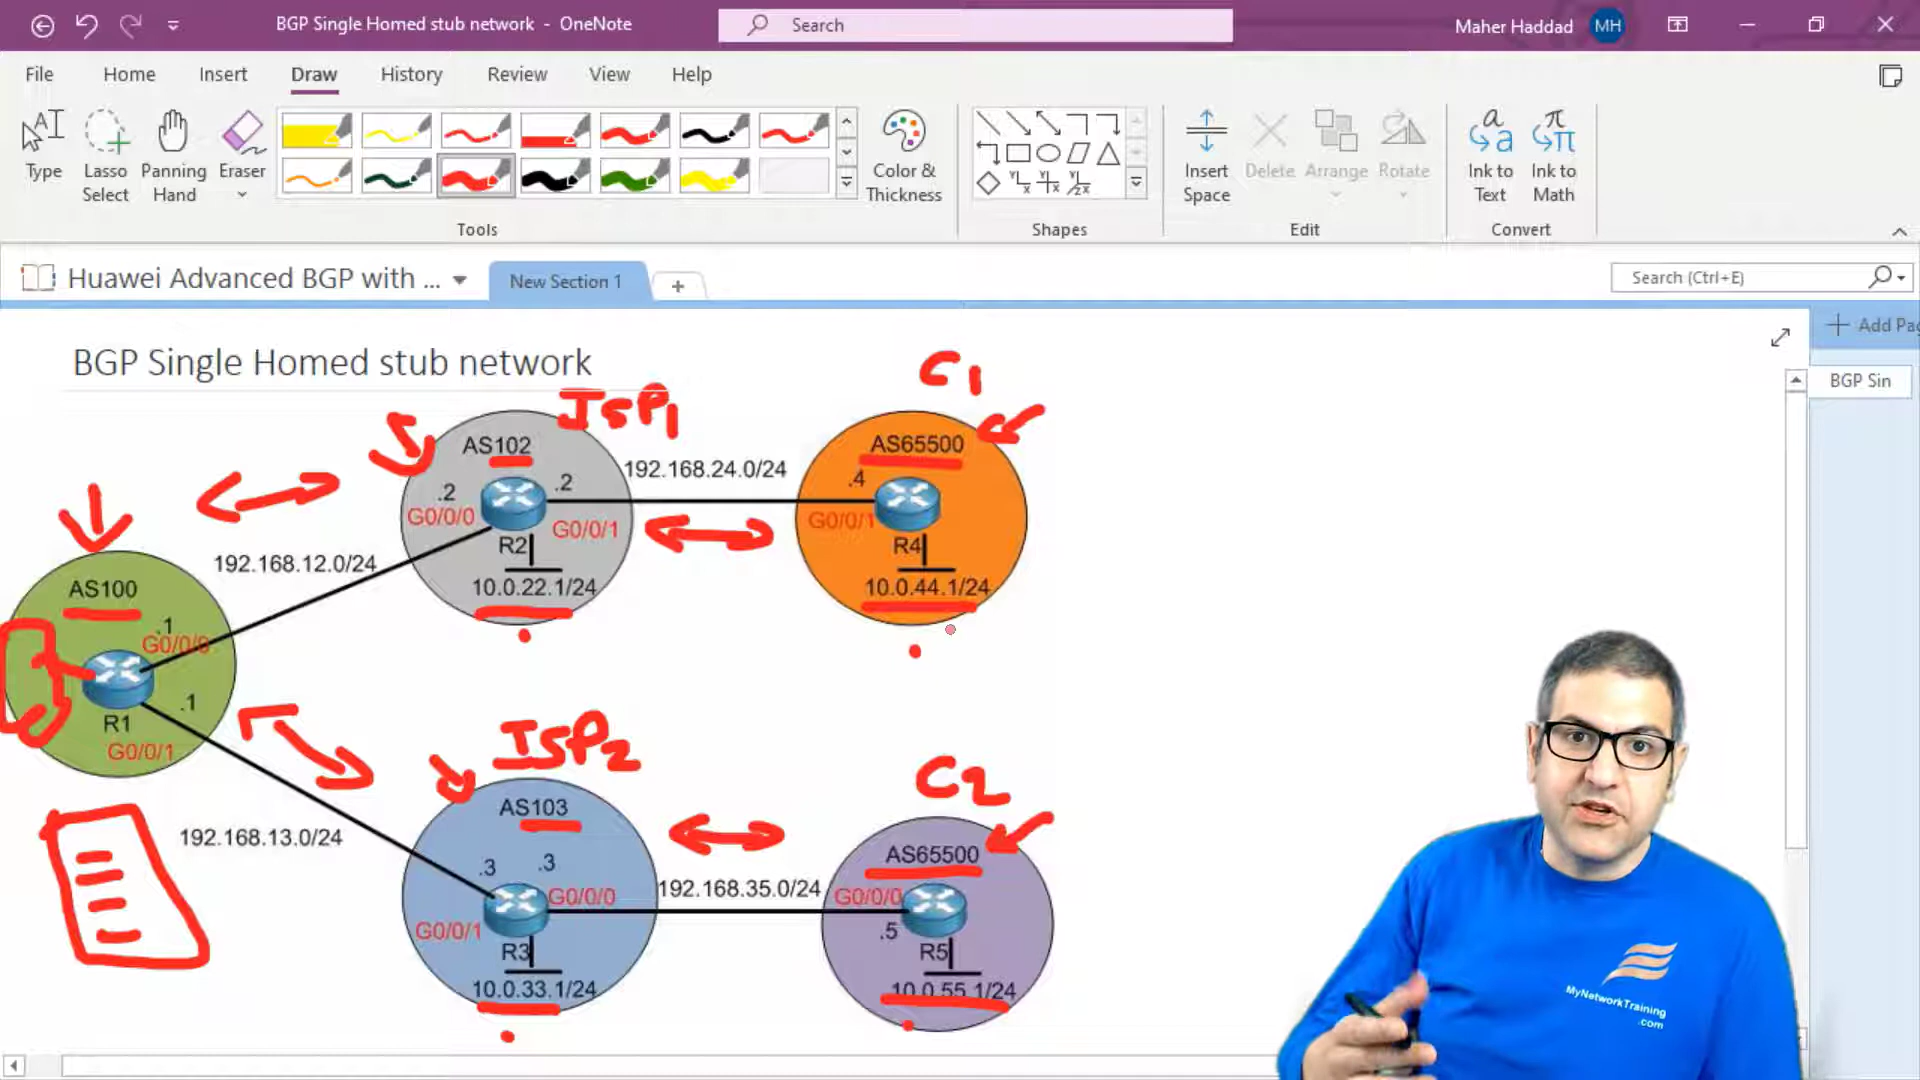 BGP Single Homed stub network - OneNote
Search
Maher Haddad
MH
File
Home
Insert
Draw
History
Review
View
Help
Type
Lasso
Select
Panning
Hand
Eraser
Color &
Thickness
Insert
Space
Delete
Arrange
Rotate
Ink to
Text
Ink to
Math
Tools
Shapes
Edit
Convert
Huawei Advanced BGP with ...
New Section 1
Search (Ctrl+E)
Add Pag
BGP Sin
BGP Single Homed stub network
ISP1
C1
AS102
192.168.24.0/24
AS65500
.2
.2
.4
G0/0/0
G0/0/1
G0/0/1
R2
R4
192.168.12.0/24
10.0.22.1/24
10.0.44.1/24
AS100
.1
G0/0/0
.1
R1
G0/0/1
ISP2
C2
192.168.13.0/24
AS103
AS65500
.3
.3
G0/0/0
192.168.35.0/24
G0/0/0
G0/0/1
.5
R3
R5
10.0.33.1/24
10.0.55.1/24
MyNetworkTraining
.com